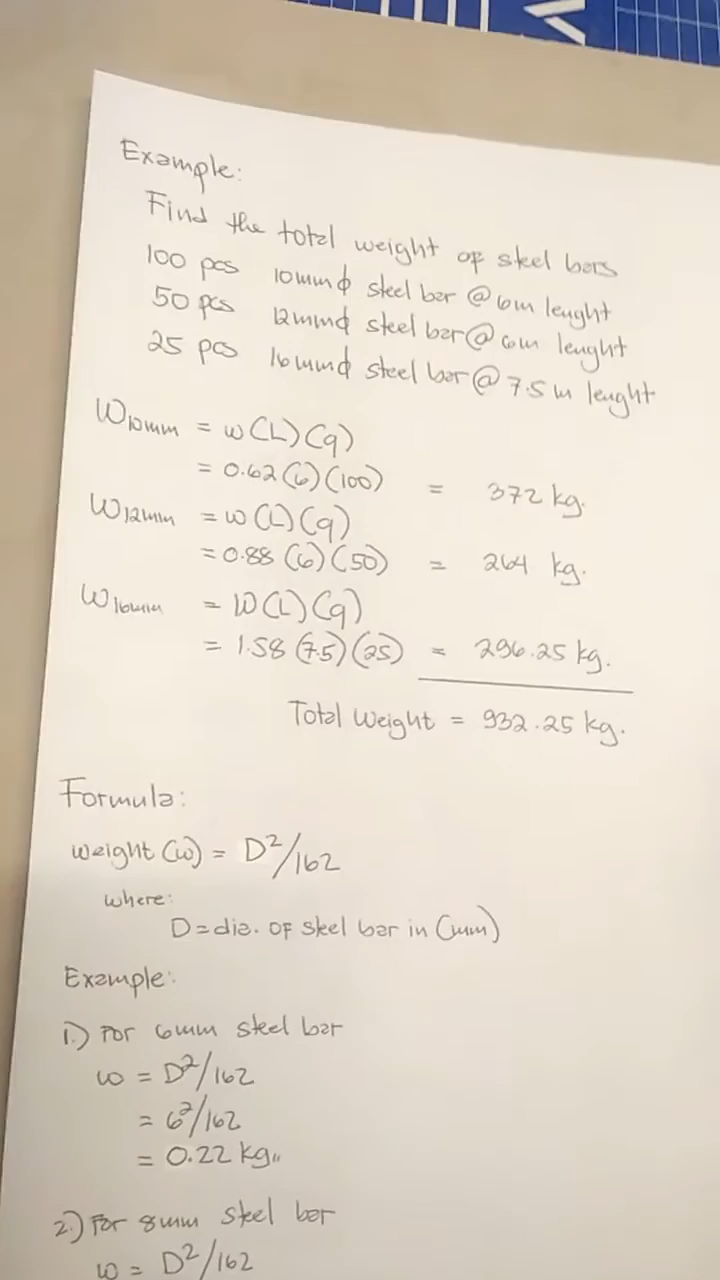 Example:
Find the total weight of steel bars
100 pcs 10mmϕ steel bar @ 6m lenght
50 pcs 12mmϕ steel bar @ 6m lenght
25 pcs 16mmϕ steel bar @ 7.5m lenght
W10mm = w(L)(q)
= 0.62(6)(100) = 372 kg.
W12mm = w(L)(q)
= 0.88(6)(50) = 264 kg.
W16mm = W(L)(q)
= 1.58(7.5)(25) = 296.25 kg.
Total Weight = 932.25 kg.
Formula:
weight (w) = D²/162
where:
D = dia. of steel bar in (mm)
Example:
1.) For 6mm steel bar
w = D²/162
= 6²/162
= 0.22 kg,,
2.) For 8mm steel bar
w = D²/162